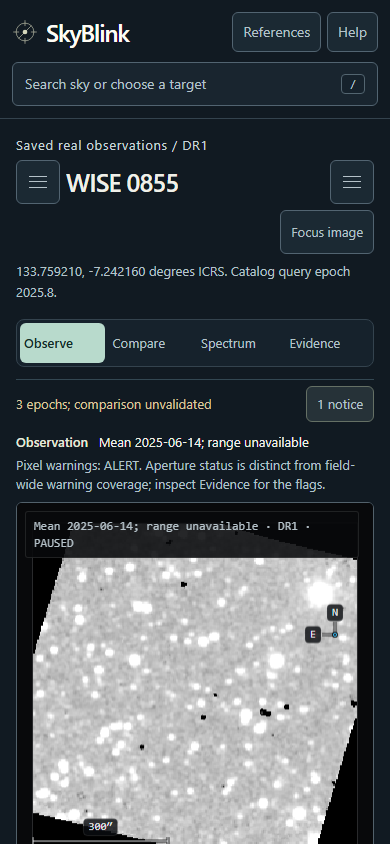 SkyBlink
References
Help
Search sky or choose a target
/
Saved real observations / DR1
WISE 0855
Focus image
133.759210, -7.242160 degrees ICRS. Catalog query epoch
2025.8.
Observe
Compare
Spectrum
Evidence
3 epochs; comparison unvalidated
1 notice
Observation Mean 2025-06-14; range unavailable
Pixel warnings: ALERT. Aperture status is distinct from field-
wide warning coverage; inspect Evidence for the flags.
Mean 2025-06-14; range unavailable · DR1 ·
PAUSED
N
E
300″